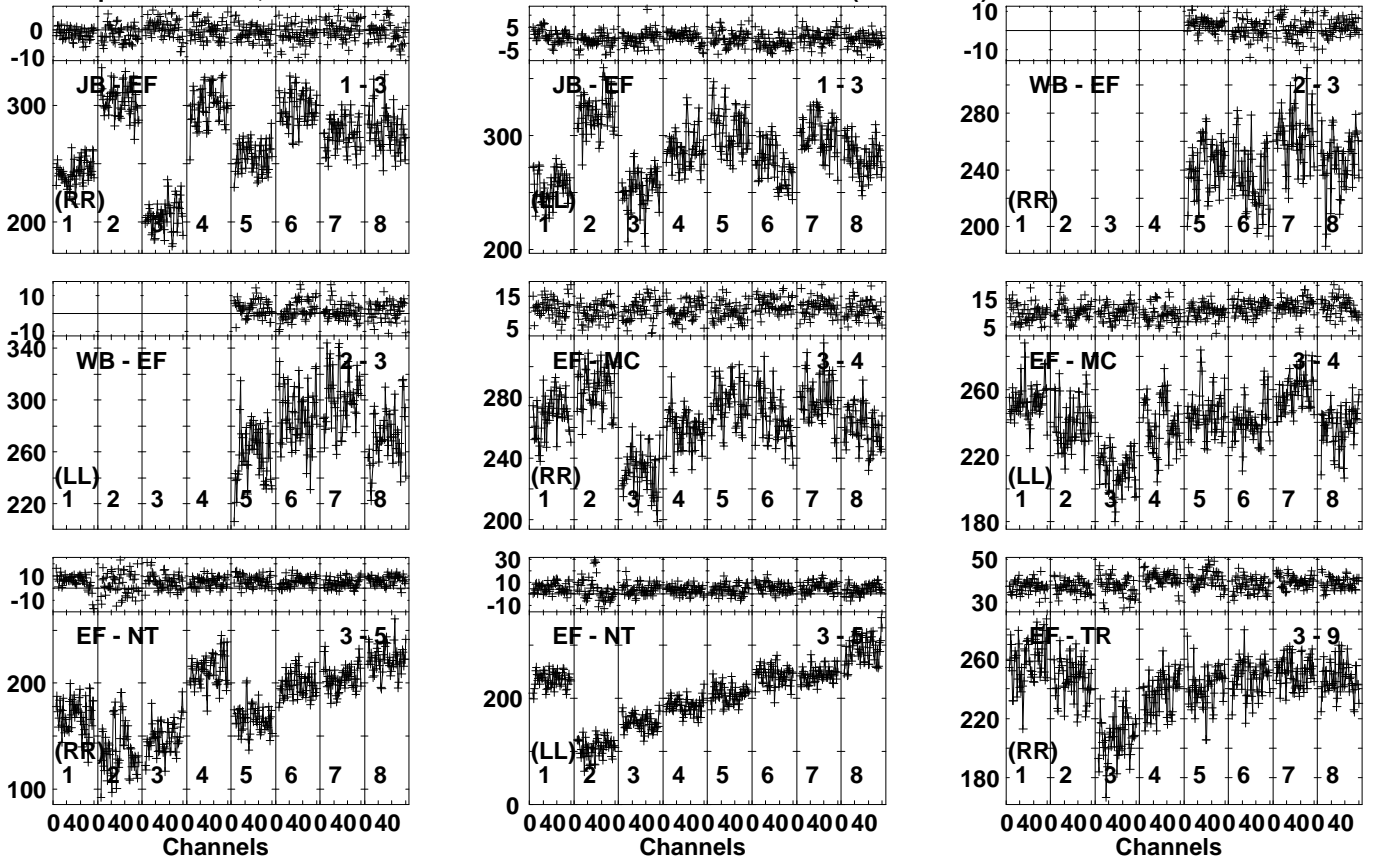 0
-10
JB - EF 1 - 3
300
(RR)
200
1 2 3 4 5 6 7 8
5
-5
JB - EF 1 - 3
300
(LL)
200
1 2 3 4 5 6 7 8
10
-10
WB - EF 2 - 3
280
240
(RR)
200
1 2 3 4 5 6 7 8
10
-10
340
WB - EF 2 - 3
300
260
(LL)
220
1 2 3 4 5 6 7 8
15
5
EF - MC 3 - 4
280
240
(RR)
200
1 2 3 4 5 6 7 8
15
5
EF - MC 3 - 4
260
220
(LL)
180
1 2 3 4 5 6 7 8
10
-10
EF - NT 3 - 5
200
(RR)
100
1 2 3 4 5 6 7 8
0 40 0 40 0 40 0 40 0 40 0 40 0 40 0 40
Channels
30
10
-10
EF - NT 3 - 5
200
(LL)
0
1 2 3 4 5 6 7 8
0 40 0 40 0 40 0 40 0 40 0 40 0 40 0 40
Channels
50
30
EF - TR 3 - 9
260
220
(RR)
180
1 2 3 4 5 6 7 8
0 40 0 40 0 40 0 40 0 40 0 40 0 40 0 40
Channels